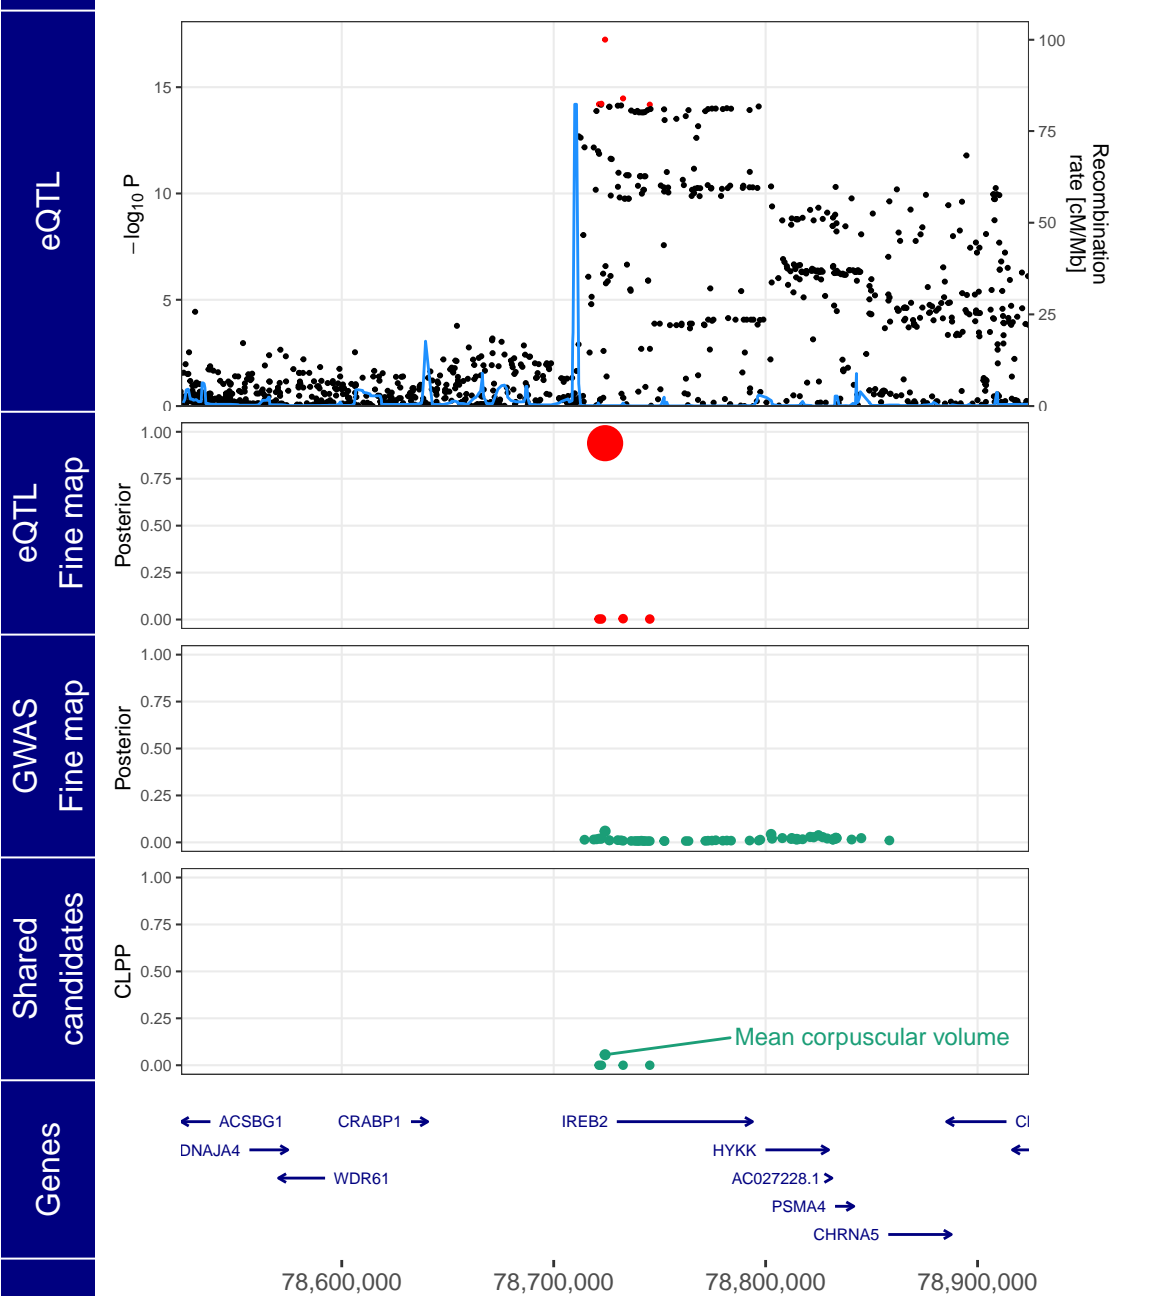 eQTL
−log10 P
15
10
5
0
100
75
50
25
0
Recombination
rate [cM/Mb]
eQTL
Fine map
Posterior
1.00
0.75
0.50
0.25
0.00
GWAS
Fine map
Posterior
1.00
0.75
0.50
0.25
0.00
Shared
candidates
CLPP
1.00
0.75
0.50
0.25
0.00
Mean corpuscular volume
Genes
ACSBG1
CRABP1
IREB2
DNAJA4
HYKK
WDR61
AC027228.1
PSMA4
CHRNA5
78,600,000
78,700,000
78,800,000
78,900,000